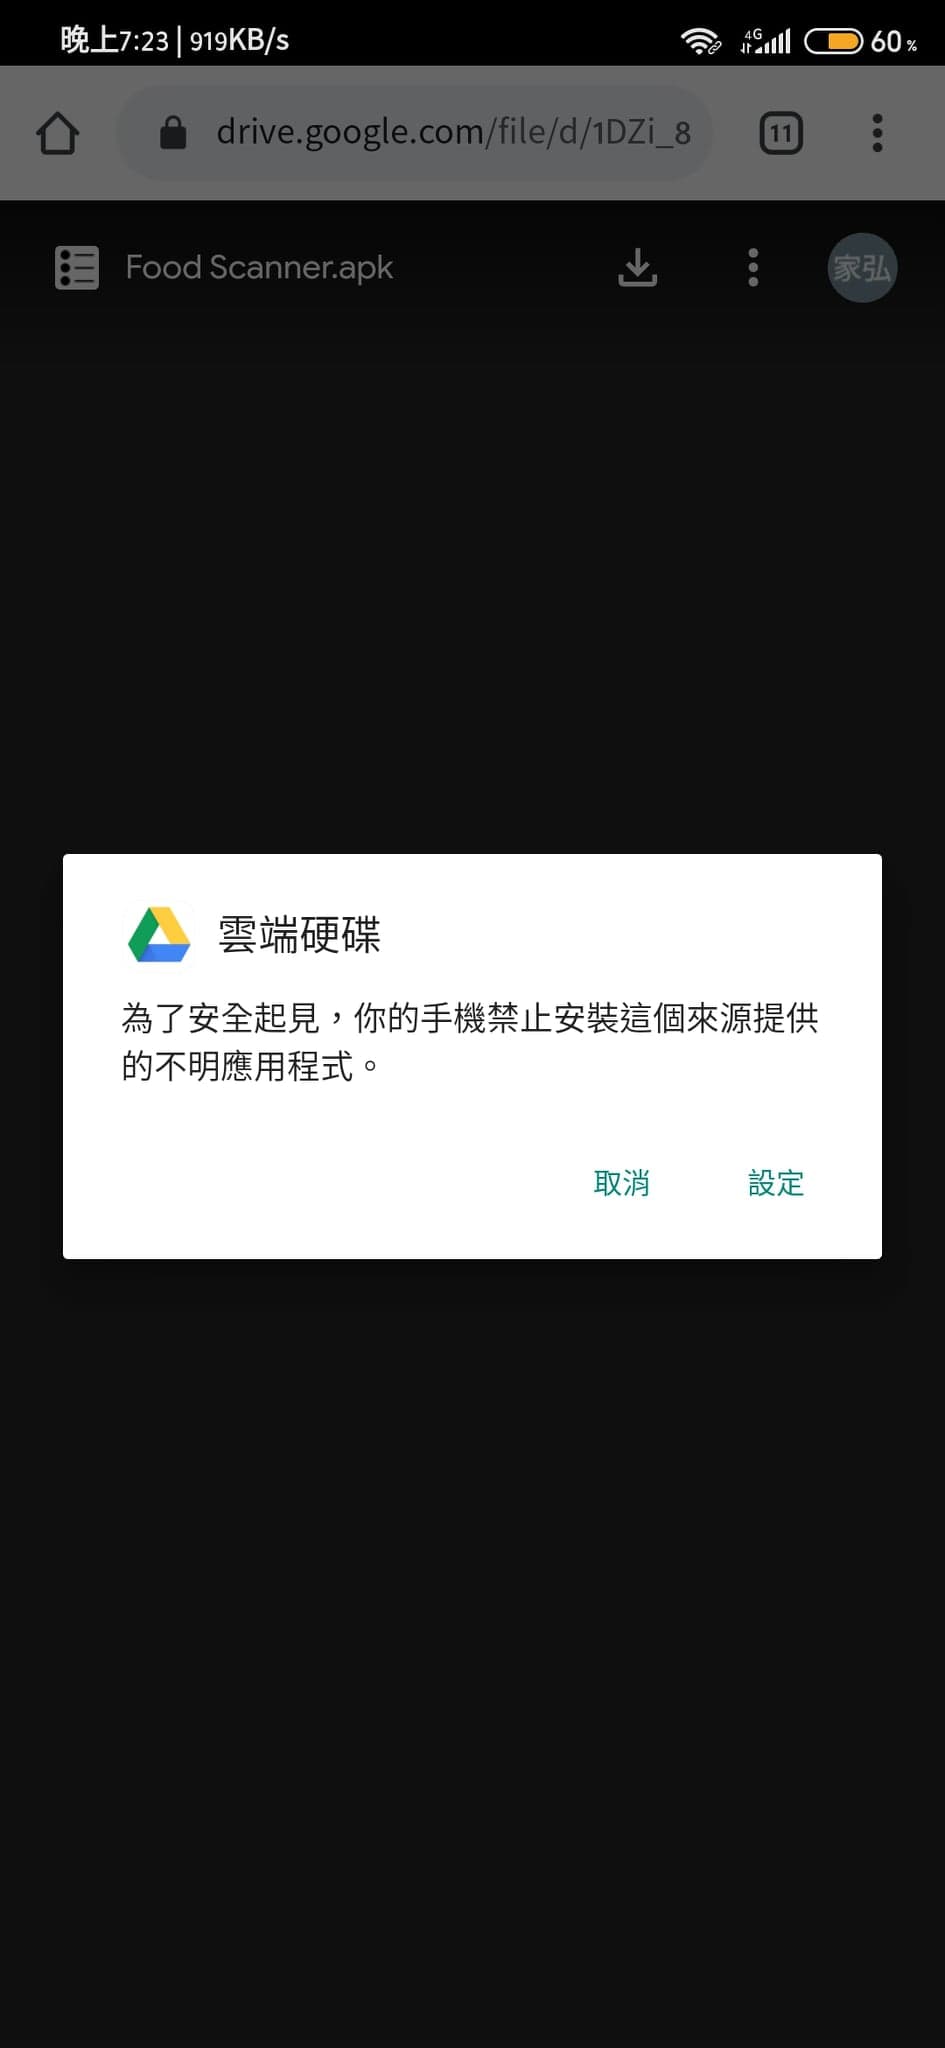 晚上7:23 | 919KB/s
4G
60%
drive.google.com/file/d/1DZi_8
11
Food Scanner.apk
家弘
雲端硬碟
為了安全起見，你的手機禁止安裝這個來源提供
的不明應用程式。
取消
設定